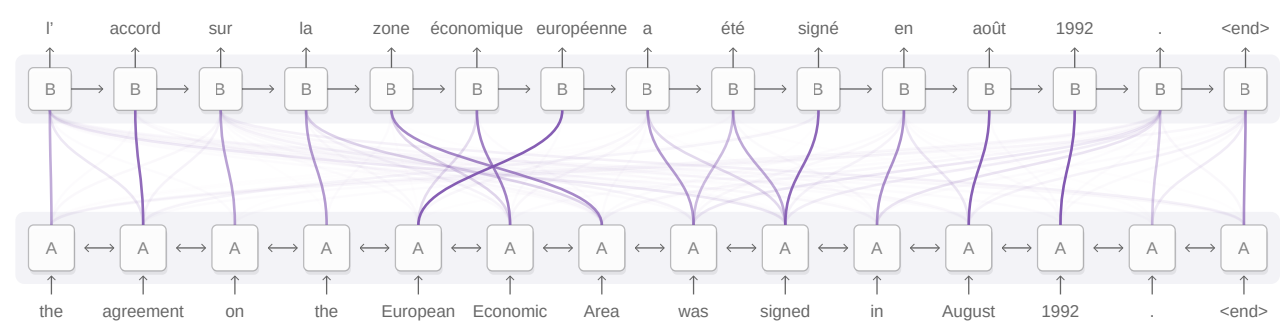 l’ accord sur la zone économique européenne a été signé en août 1992 . <end>
B B B B B B B B B B B B B B B
A A A A A A A A A A A A A A
the agreement on the European Economic Area was signed in August 1992 . <end>